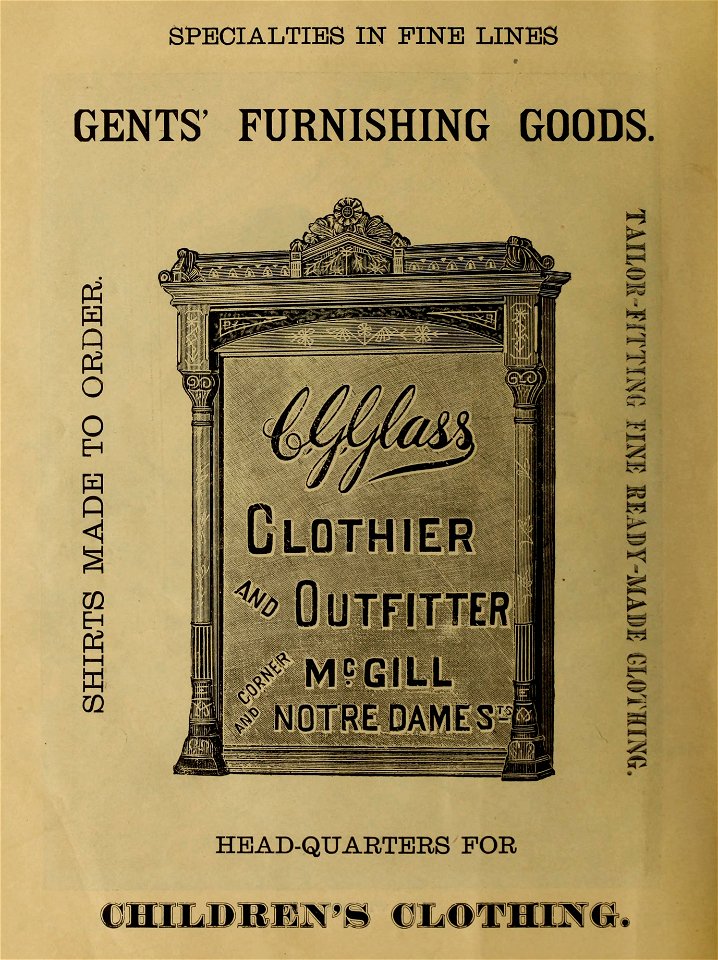 SPECIALTIES IN FINE LINES
GENTS' FURNISHING GOODS.
SHIRTS MADE TO ORDER.
C.G.Glass
CLOTHIER
AND OUTFITTER
CORNER McGILL
AND NOTRE DAME STS
TAILOR-FITTING FINE READY-MADE CLOTHING.
HEAD-QUARTERS FOR
CHILDREN'S CLOTHING.